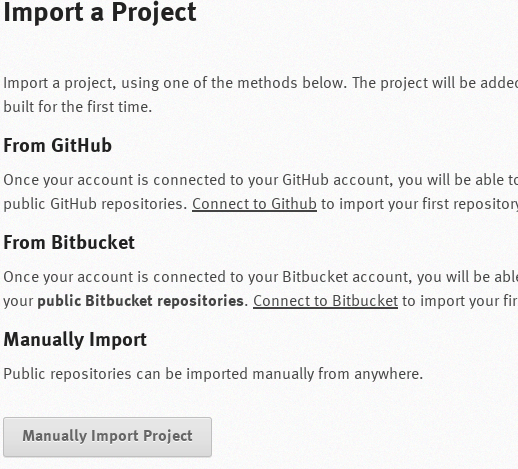 Import a Project
Import a project, using one of the methods below. The project will be added
built for the first time.
From GitHub
Once your account is connected to your GitHub account, you will be able to
public GitHub repositories. Connect to Github to import your first repository
From Bitbucket
Once your account is connected to your Bitbucket account, you will be able
your public Bitbucket repositories. Connect to Bitbucket to import your
Manually Import
Public repositories can be imported manually from anywhere.
Manually Import Project